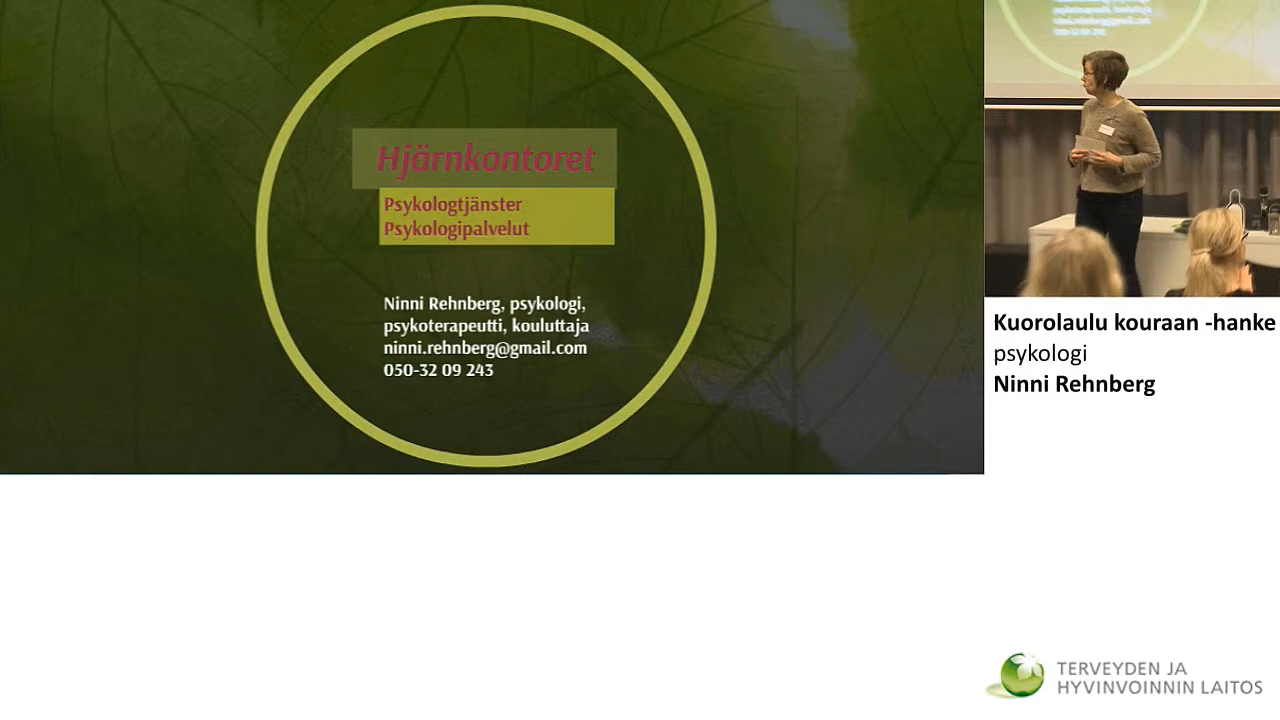 Hjärnkontoret
Psykologtjänster
Psykologipalvelut
Ninni Rehnberg, psykologi,
psykoterapeutti, kouluttaja
ninni.rehnberg@gmail.com
050-32 09 243
Kuorolaulu kouraan -hanke
psykologi
Ninni Rehnberg
TERVEYDEN JA
HYVINVOINNIN LAITOS